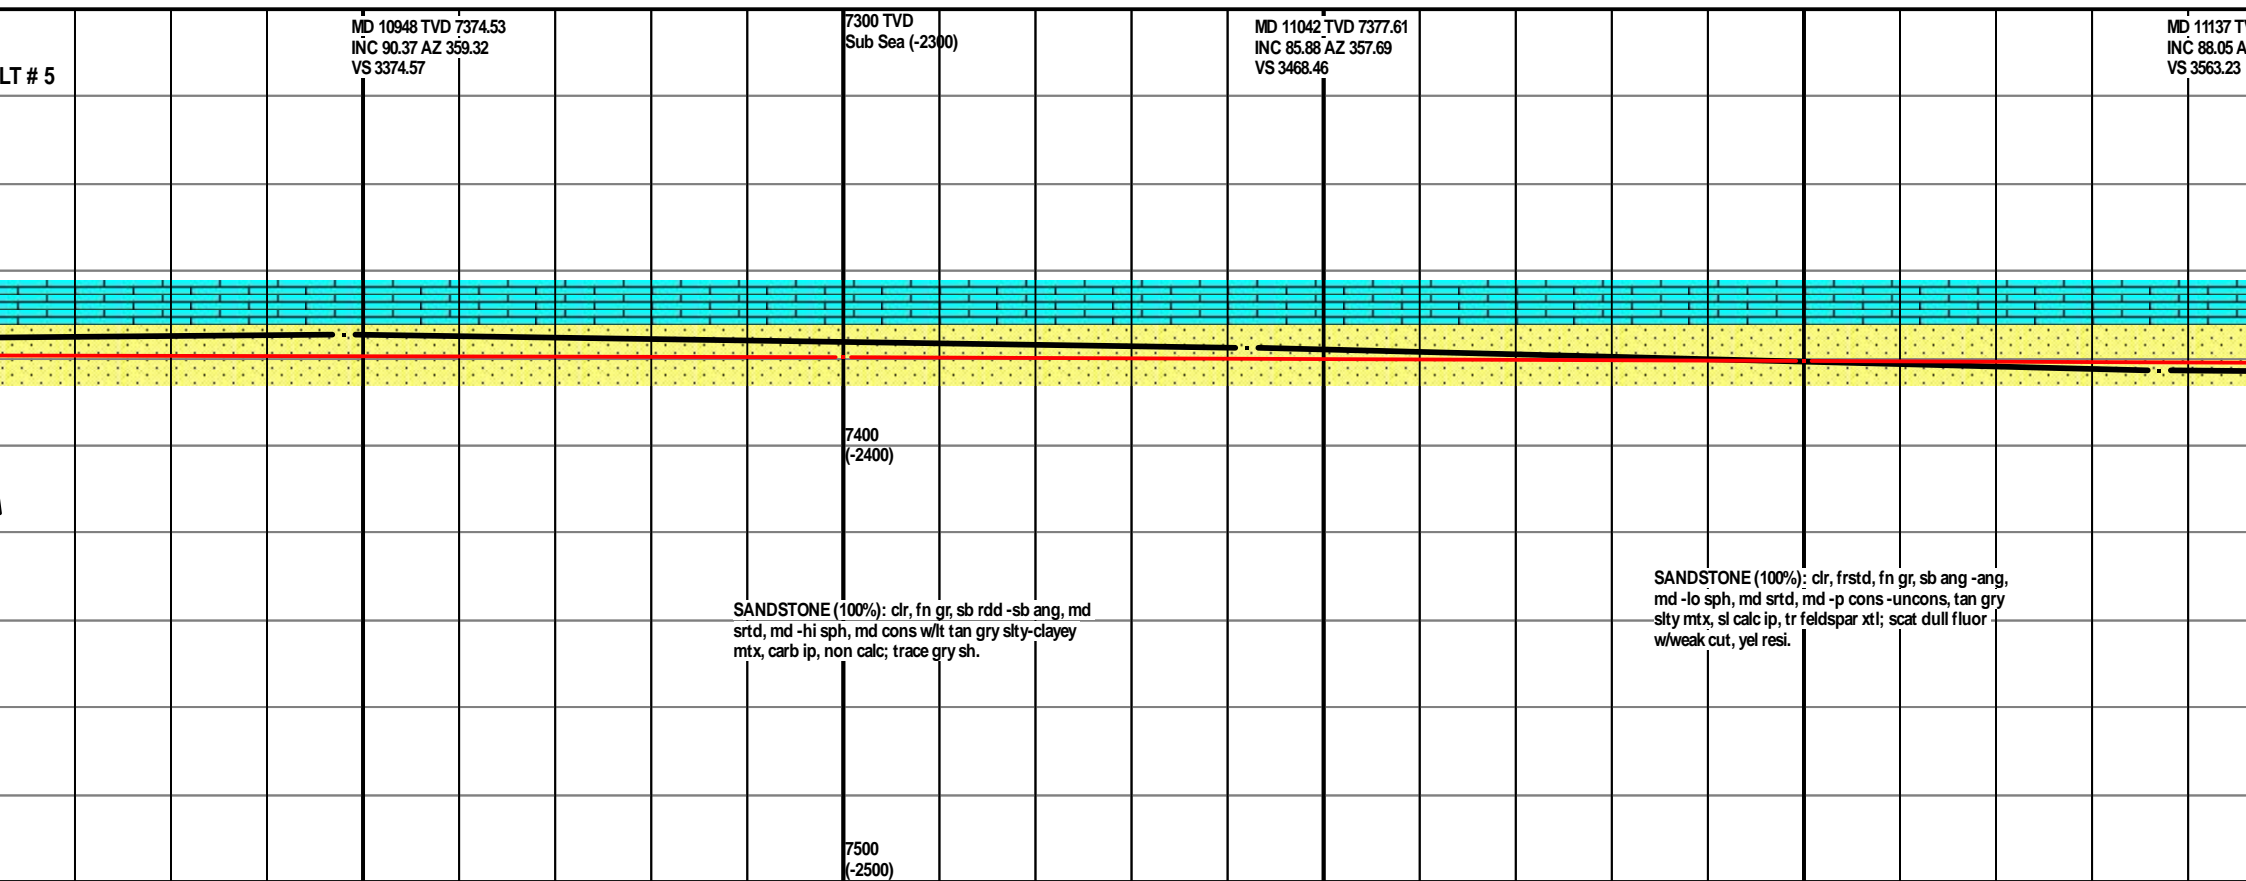 LT # 5
MD 10948 TVD 7374.53
INC 90.37 AZ 359.32
VS 3374.57
7300 TVD
Sub Sea (-2300)
MD 11042 TVD 7377.61
INC 85.88 AZ 357.69
VS 3468.46
MD 11137 TV
INC 88.05 A
VS 3563.23
7400
(-2400)
SANDSTONE (100%): clr, fn gr, sb rdd -sb ang, md
srtd, md -hi sph, md cons w/lt tan gry slty-clayey
mtx, carb ip, non calc; trace gry sh.
SANDSTONE (100%): clr, frstd, fn gr, sb ang -ang,
md -lo sph, md srtd, md -p cons -uncons, tan gry
slty mtx, sl calc ip, tr feldspar xtl; scat dull fluor
w/weak cut, yel resi.
7500
(-2500)